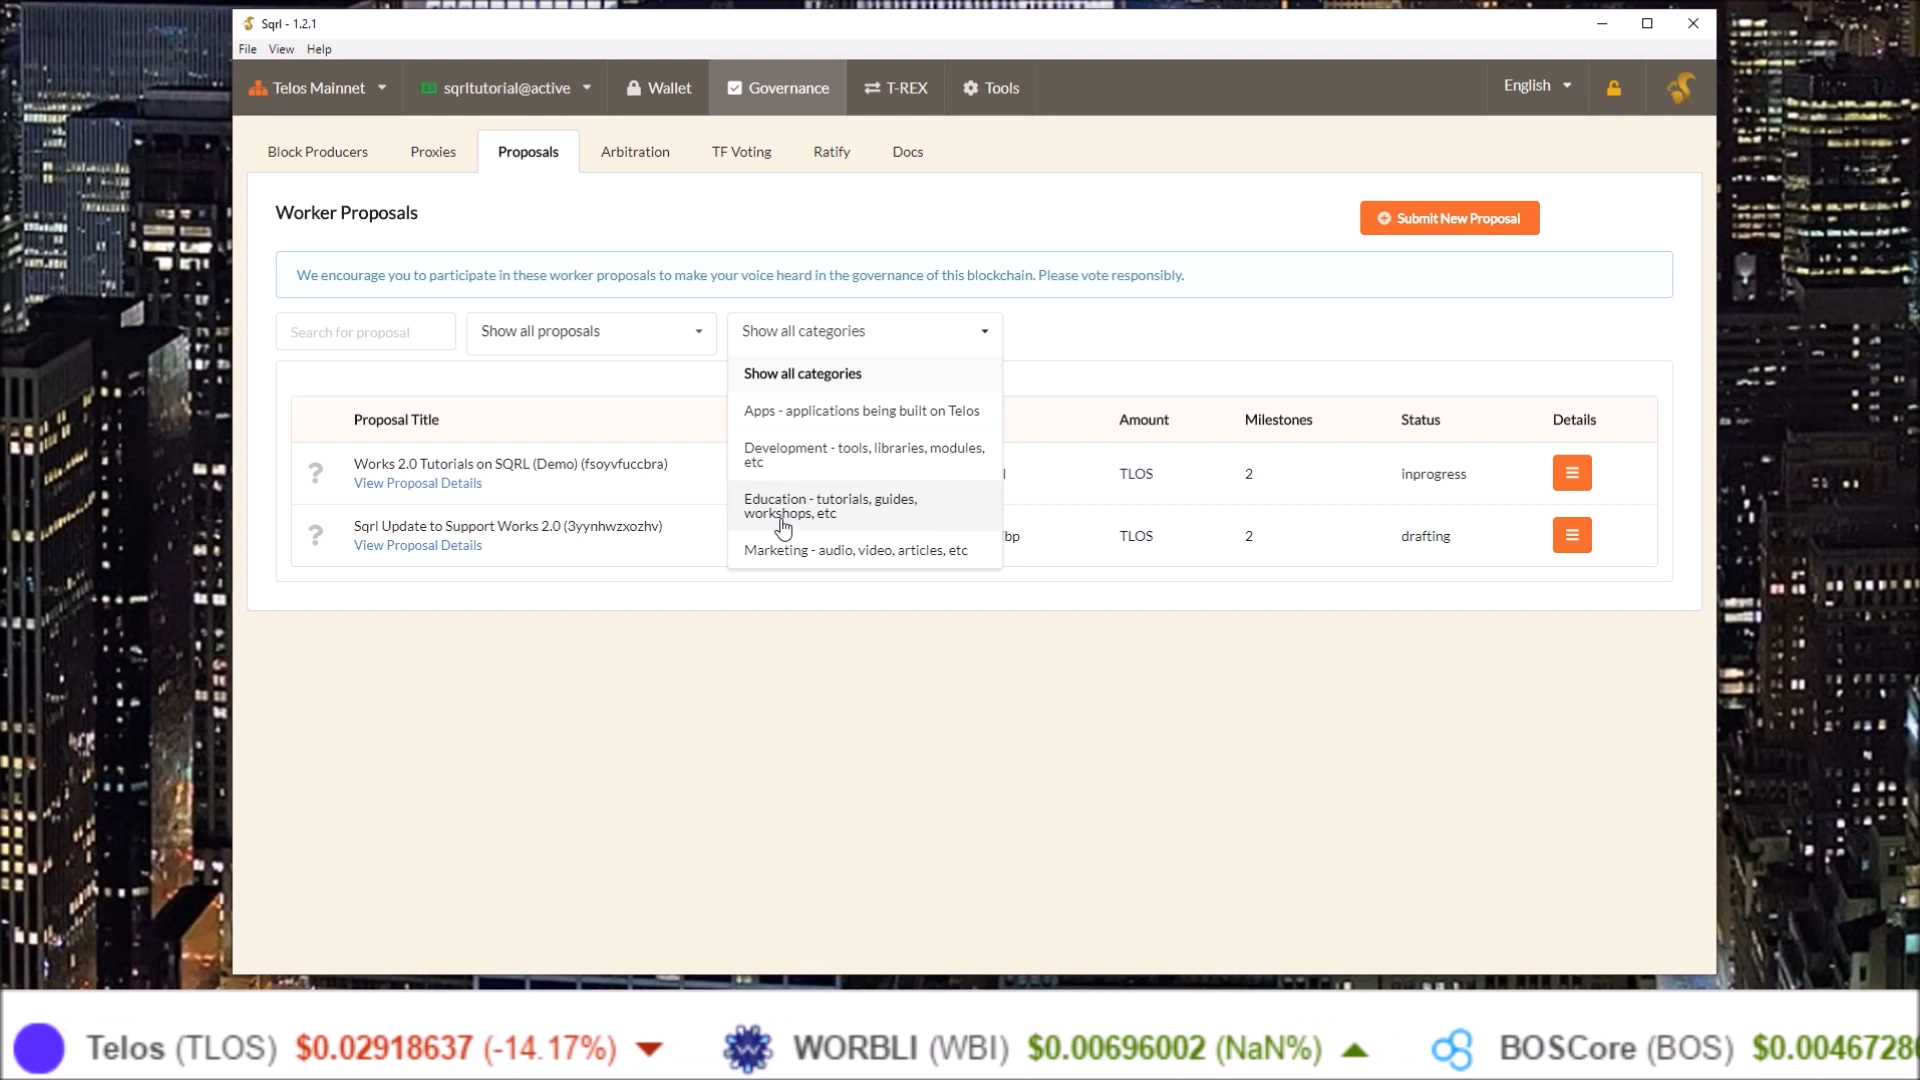 Sqrl - 1.2.1
File View Help
Telos Mainnet sqrltutorial@active Wallet Governance T-REX Tools English
Block Producers Proxies Proposals Arbitration TF Voting Ratify Docs
Worker Proposals
Submit New Proposal
We encourage you to participate in these worker proposals to make your voice heard in the governance of this blockchain. Please vote responsibly.
Search for proposal
Show all proposals
Show all categories
Show all categories
Apps - applications being built on Telos
Development - tools, libraries, modules,
etc
Education - tutorials, guides,
workshops, etc
Marketing - audio, video, articles, etc
Proposal Title Amount Milestones Status Details
Works 2.0 Tutorials on SQRL (Demo) (fsoyvfuccbra)
View Proposal Details
TLOS 2 inprogress
Sqrl Update to Support Works 2.0 (3yynhwzxozhv)
View Proposal Details
bp TLOS 2 drafting
Telos (TLOS) $0.02918637 (-14.17%) WORBLI (WBI) $0.00696002 (NaN%) BOSCore (BOS) $0.0046728